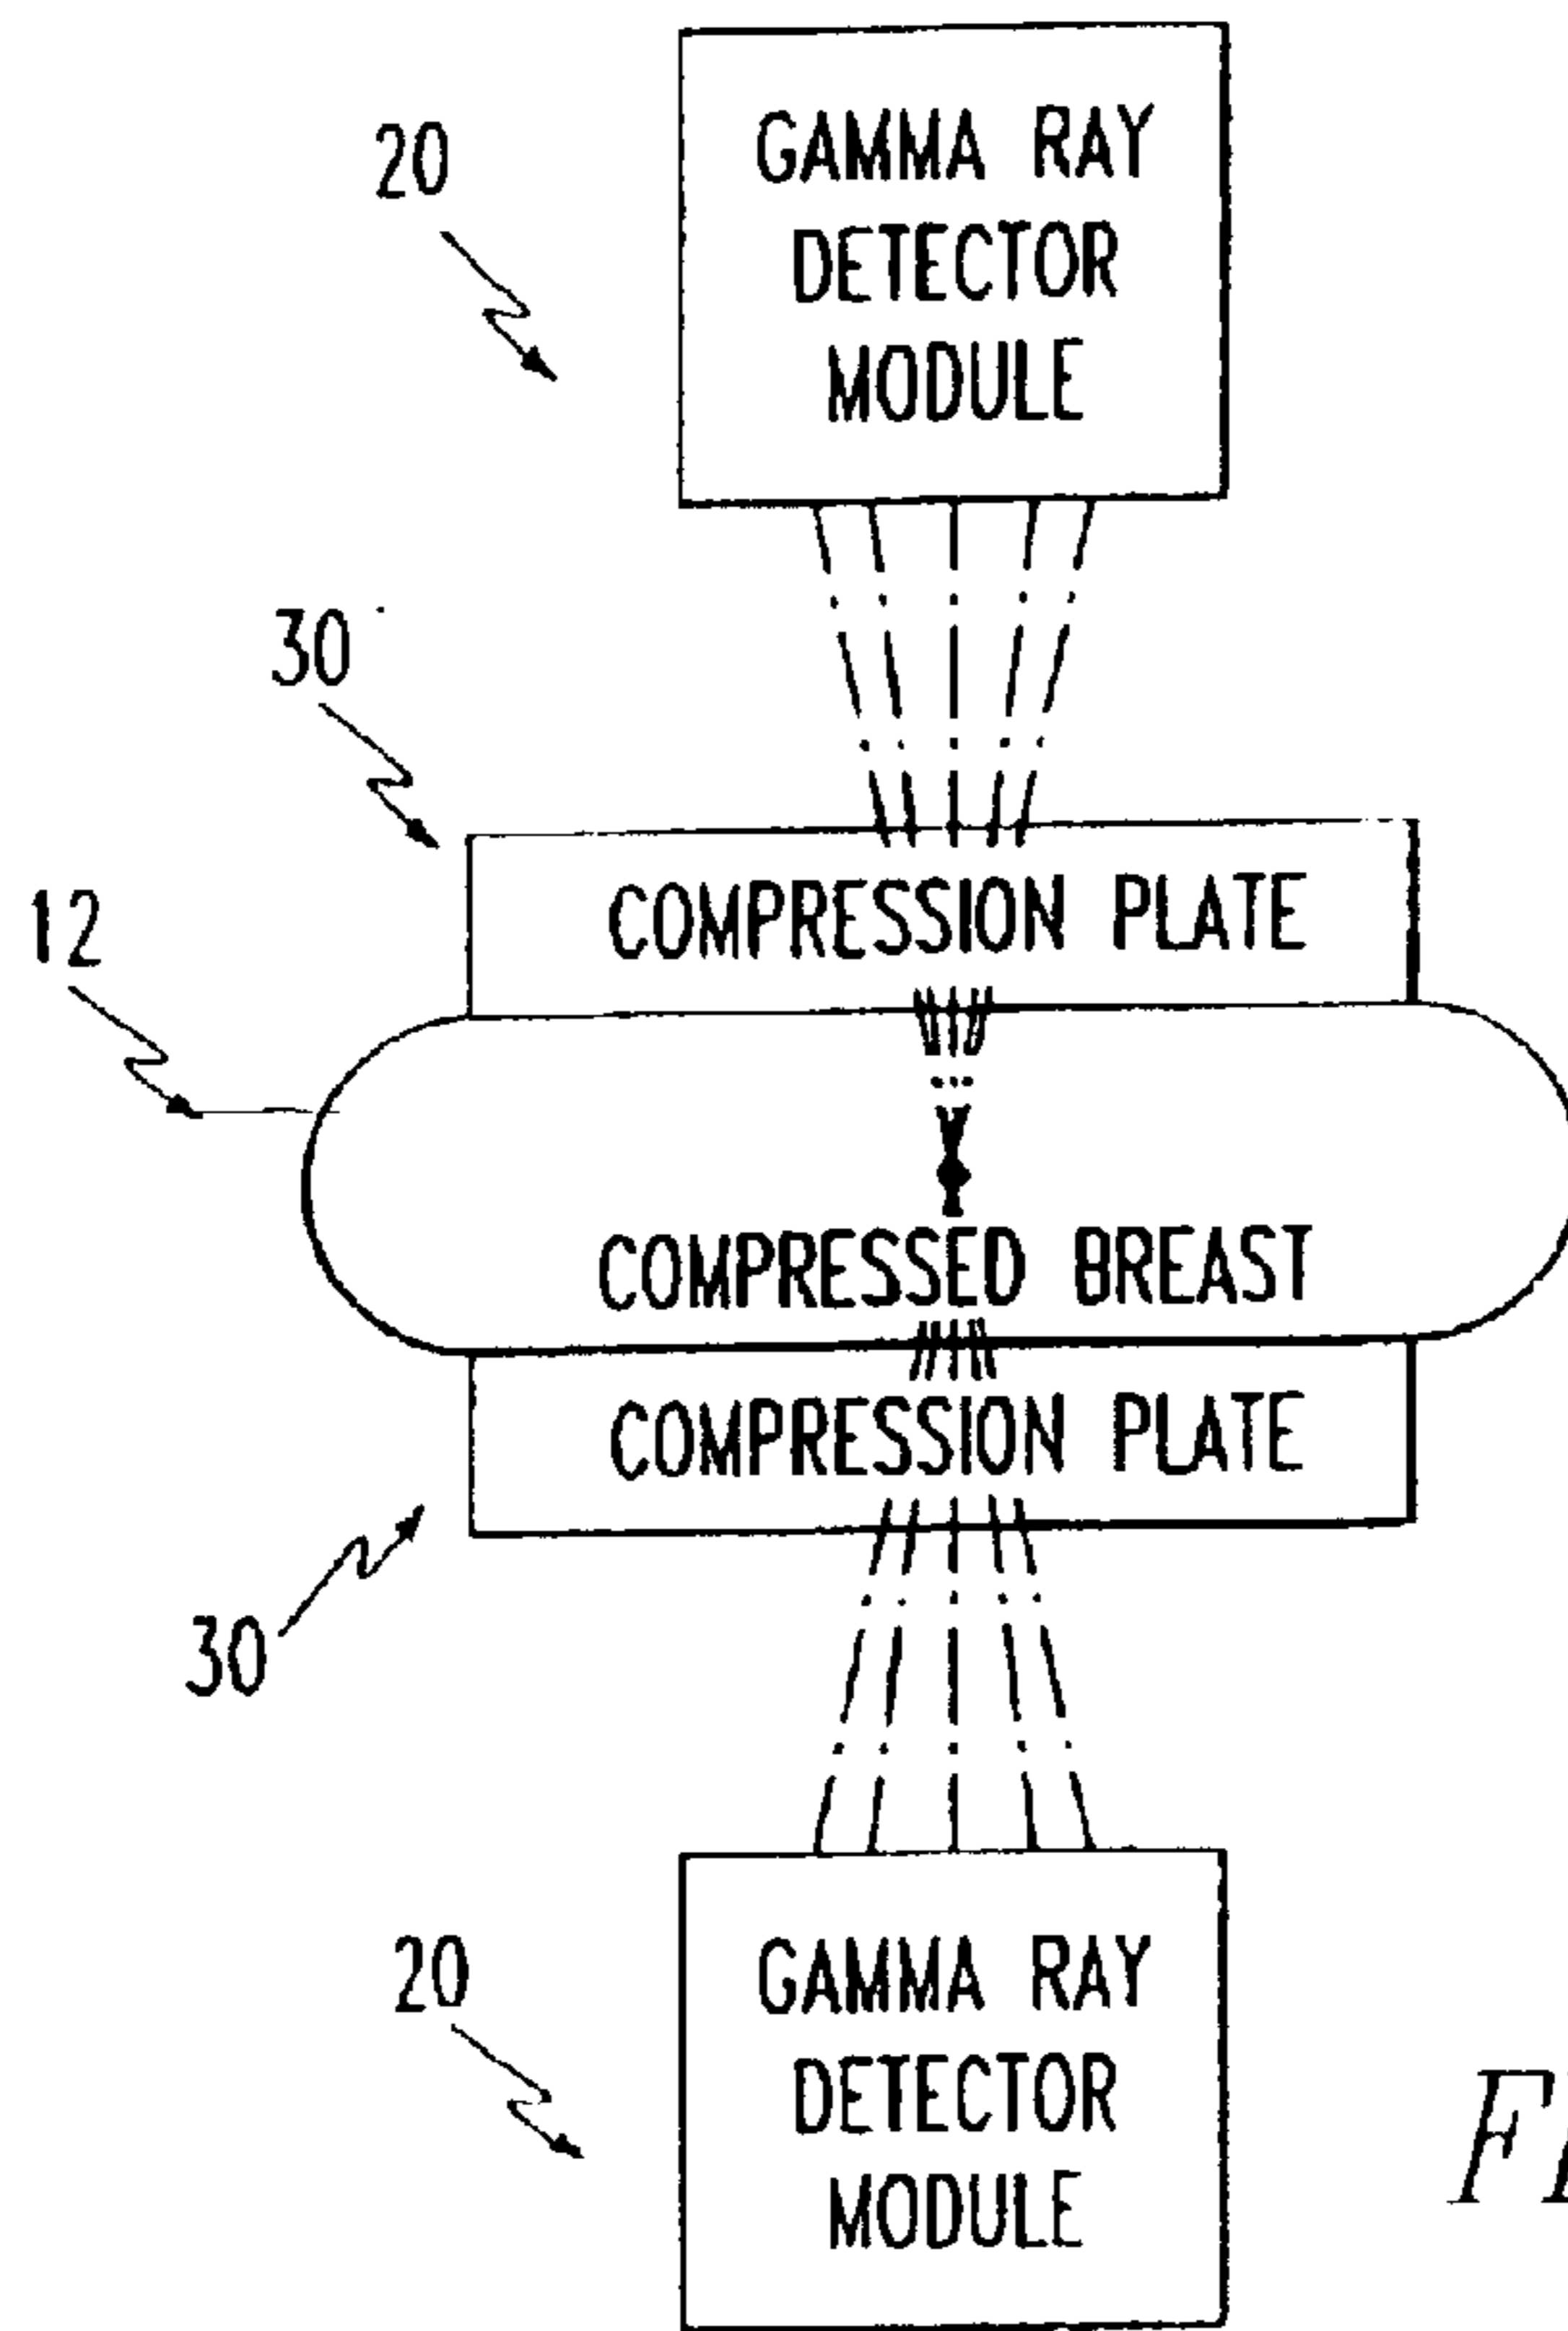 20
GAMMA RAY
DETECTOR
MODULE
30
COMPRESSION PLATE
12
COMPRESSED BREAST
COMPRESSION PLATE
30
20
GAMMA RAY
DETECTOR
MODULE